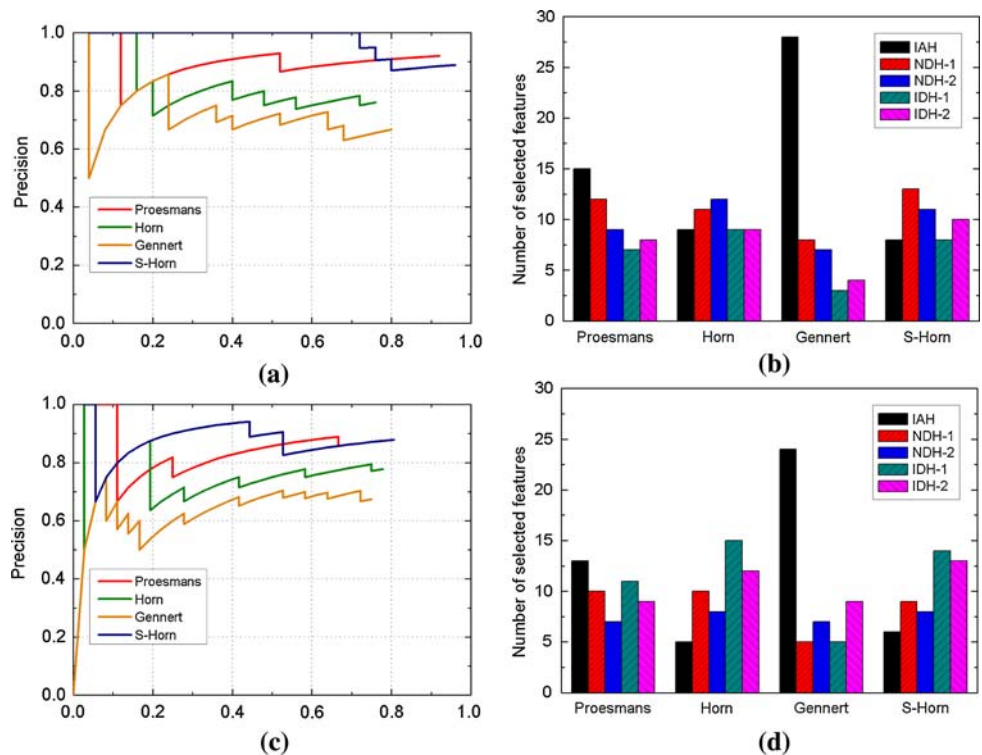 1.0
0.8
0.6
0.4
0.2
0.0
Precision
Proesmans
Horn
Gennert
S-Horn
0.0 0.2 0.4 0.6 0.8 1.0
(a)
30
25
20
15
10
5
0
Number of selected features
IAH
NDH-1
NDH-2
IDH-1
IDH-2
Proesmans Horn Gennert S-Horn
(b)
1.0
0.8
0.6
0.4
0.2
0.0
Precision
Proesmans
Horn
Gennert
S-Horn
0.0 0.2 0.4 0.6 0.8 1.0
(c)
30
25
20
15
10
5
0
Number of selected features
IAH
NDH-1
NDH-2
IDH-1
IDH-2
Proesmans Horn Gennert S-Horn
(d)